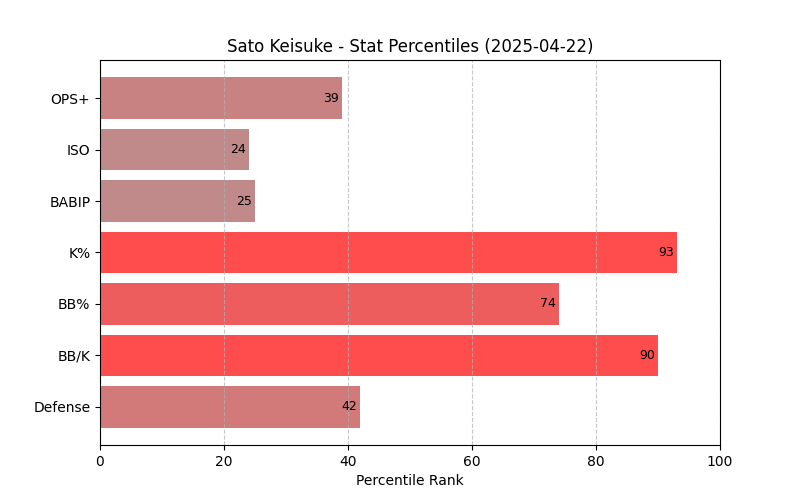 Sato Keisuke - Stat Percentiles (2025-04-22)
OPS+ 39
ISO 24
BABIP 25
K% 93
BB% 74
BB/K 90
Defense 42
0 20 40 60 80 100
Percentile Rank